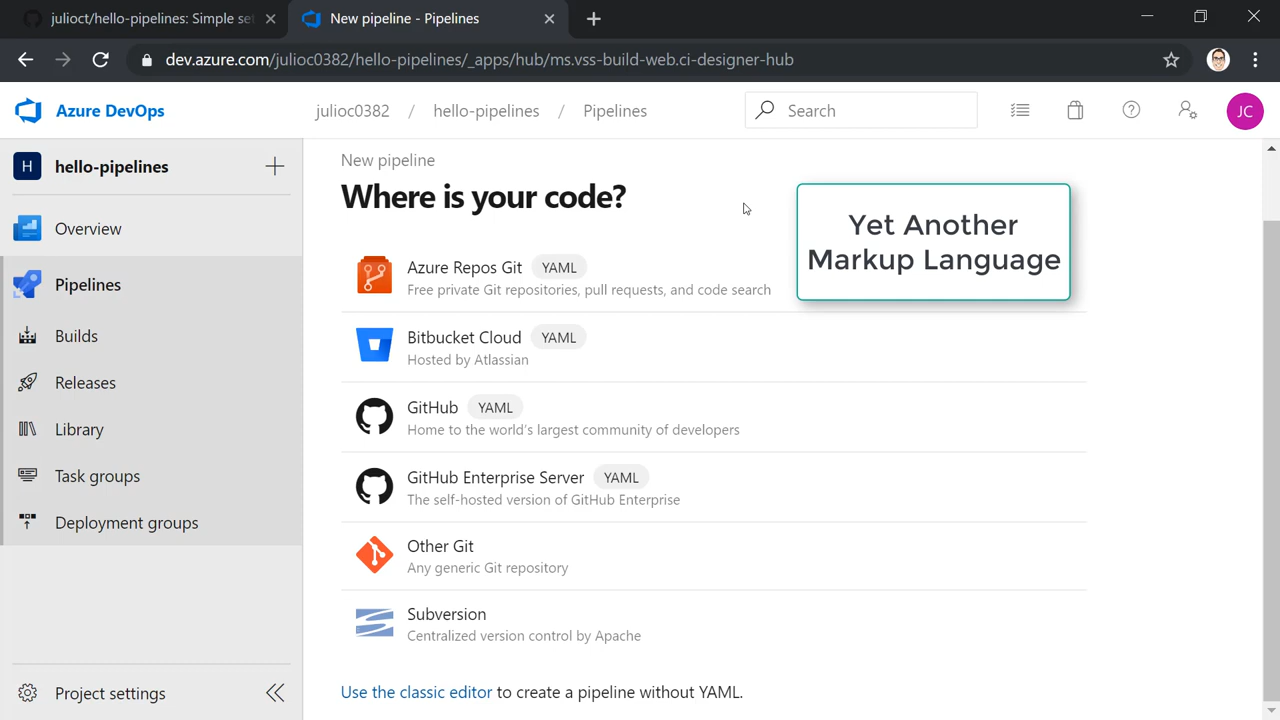 julioct/hello-pipelines: Simple set
New pipeline - Pipelines
dev.azure.com/julioc0382/hello-pipelines/_apps/hub/ms.vss-build-web.ci-designer-hub
Azure DevOps
julioc0382 / hello-pipelines / Pipelines
Search
JC
H hello-pipelines
Overview
Pipelines
Builds
Releases
Library
Task groups
Deployment groups
Project settings
New pipeline
Where is your code?
Yet Another
Markup Language
Azure Repos Git YAML
Free private Git repositories, pull requests, and code search
Bitbucket Cloud YAML
Hosted by Atlassian
GitHub YAML
Home to the world's largest community of developers
GitHub Enterprise Server YAML
The self-hosted version of GitHub Enterprise
Other Git
Any generic Git repository
Subversion
Centralized version control by Apache
Use the classic editor to create a pipeline without YAML.